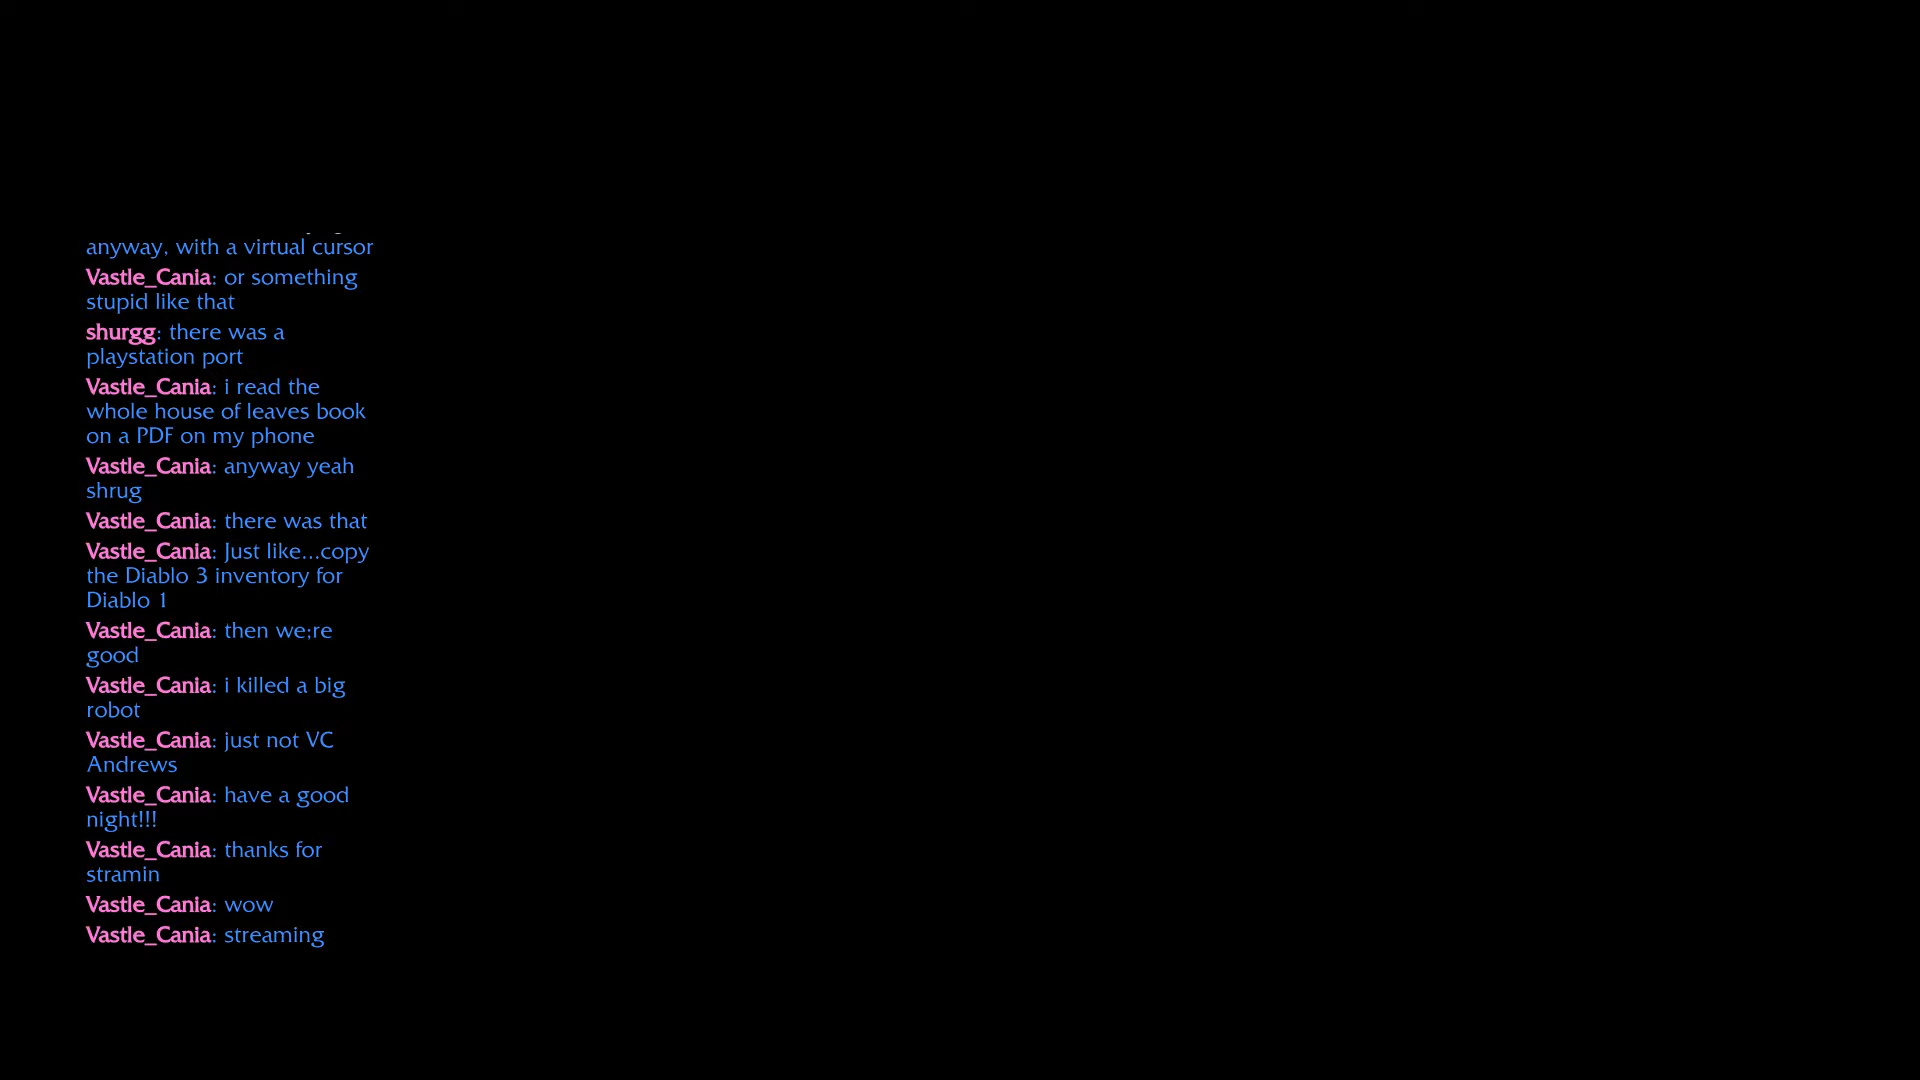 anyway, with a virtual cursor
Vastle_Cania: or something
stupid like that
shurgg: there was a
playstation port
Vastle_Cania: i read the
whole house of leaves book
on a PDF on my phone
Vastle_Cania: anyway yeah
shrug
Vastle_Cania: there was that
Vastle_Cania: Just like...copy
the Diablo 3 inventory for
Diablo 1
Vastle_Cania: then we;re
good
Vastle_Cania: i killed a big
robot
Vastle_Cania: just not VC
Andrews
Vastle_Cania: have a good
night!!!
Vastle_Cania: thanks for
stramin
Vastle_Cania: wow
Vastle_Cania: streaming